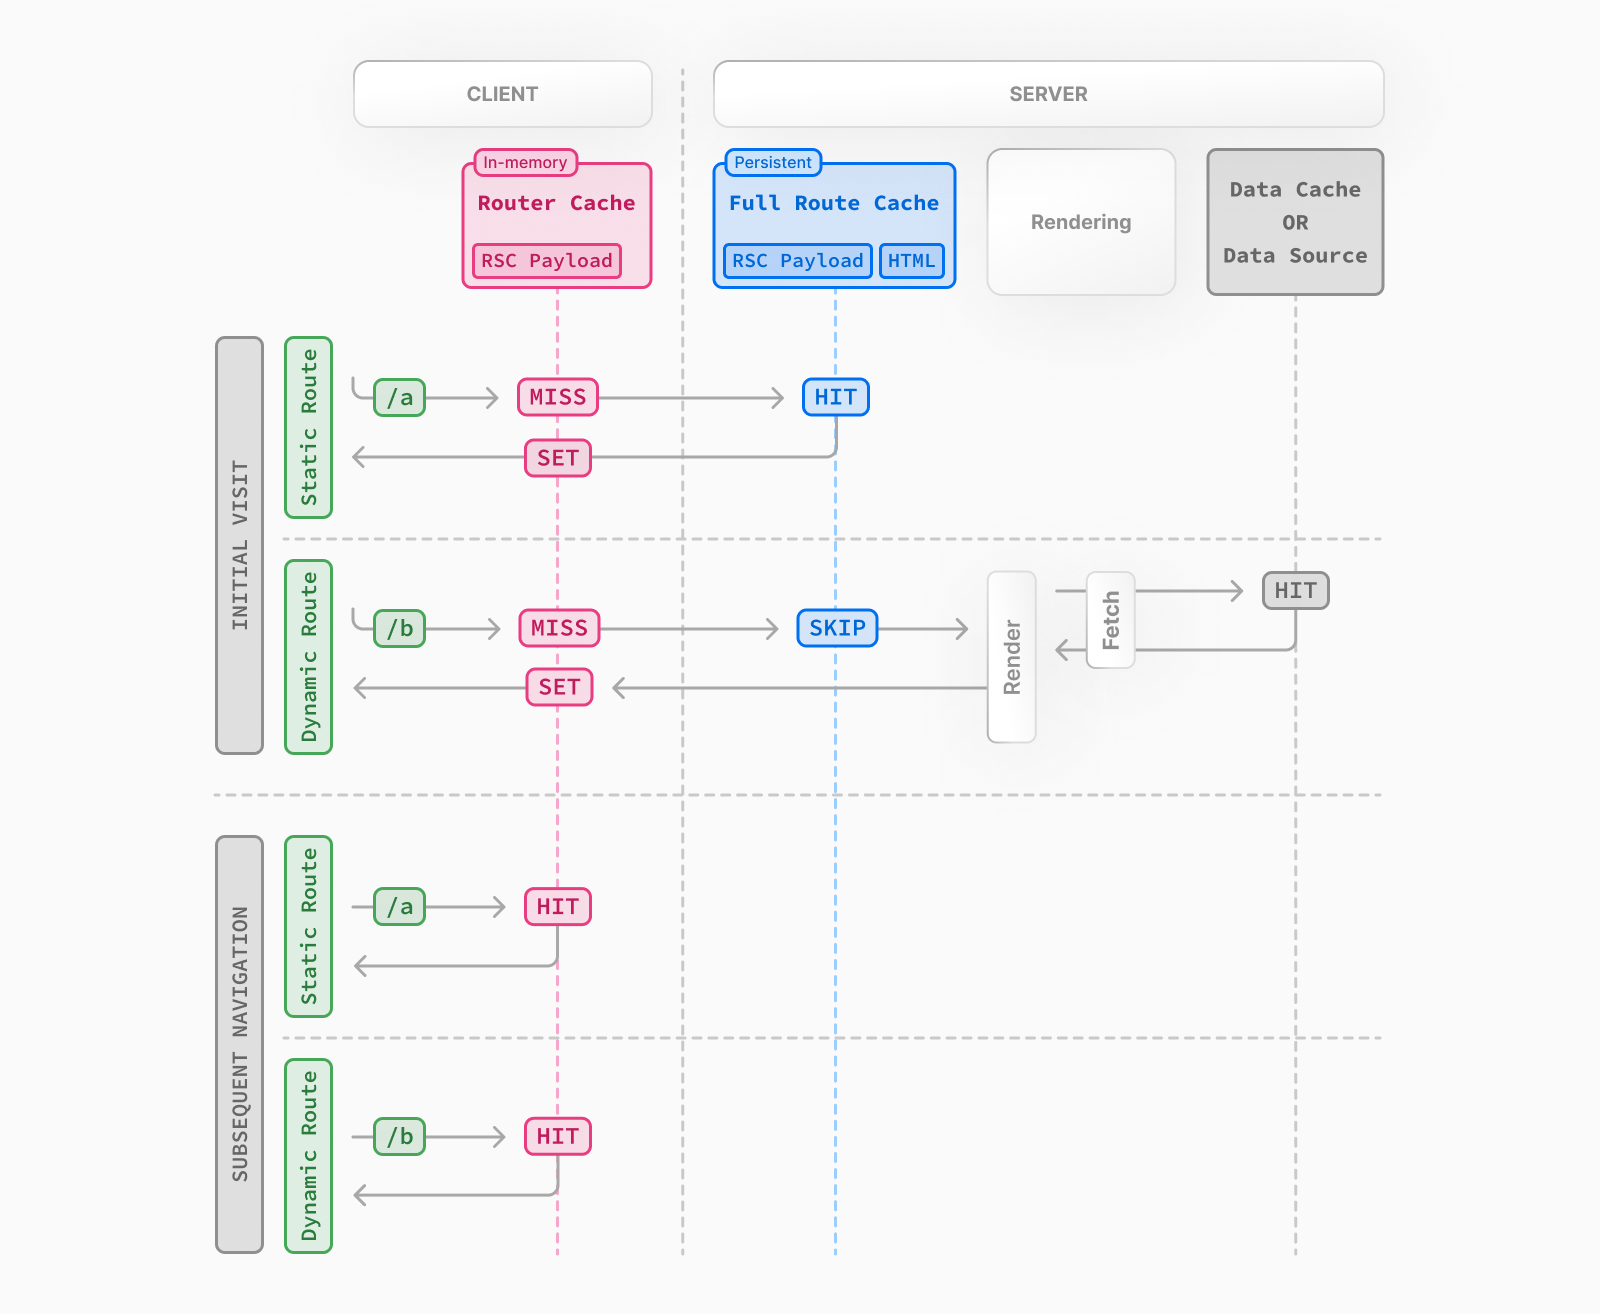 CLIENT
SERVER
In-memory
Router Cache
RSC Payload
Persistent
Full Route Cache
RSC Payload
HTML
Rendering
Data Cache
OR
Data Source
INITIAL VISIT
Static Route
/a
MISS
HIT
SET
Dynamic Route
/b
MISS
SKIP
Render
Fetch
HIT
SET
SUBSEQUENT NAVIGATION
Static Route
/a
HIT
Dynamic Route
/b
HIT